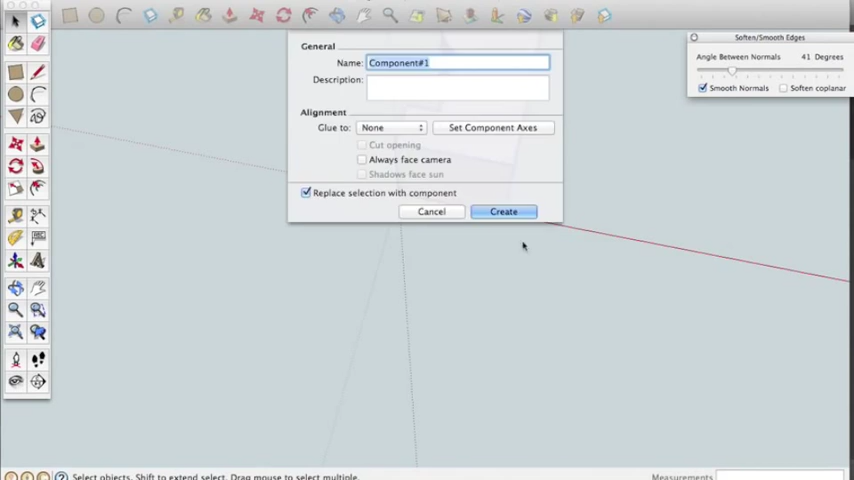 General
Name: Component#1
Description:
Alignment
Glue to: None Set Component Axes
Cut opening
Always face camera
Shadows face sun
Replace selection with component
Cancel Create
Soften/Smooth Edges
Angle Between Normals 41 Degrees
Smooth Normals Soften coplanar
Select objects. Shift to extend select. Drag mouse to select multiple.
Measurements